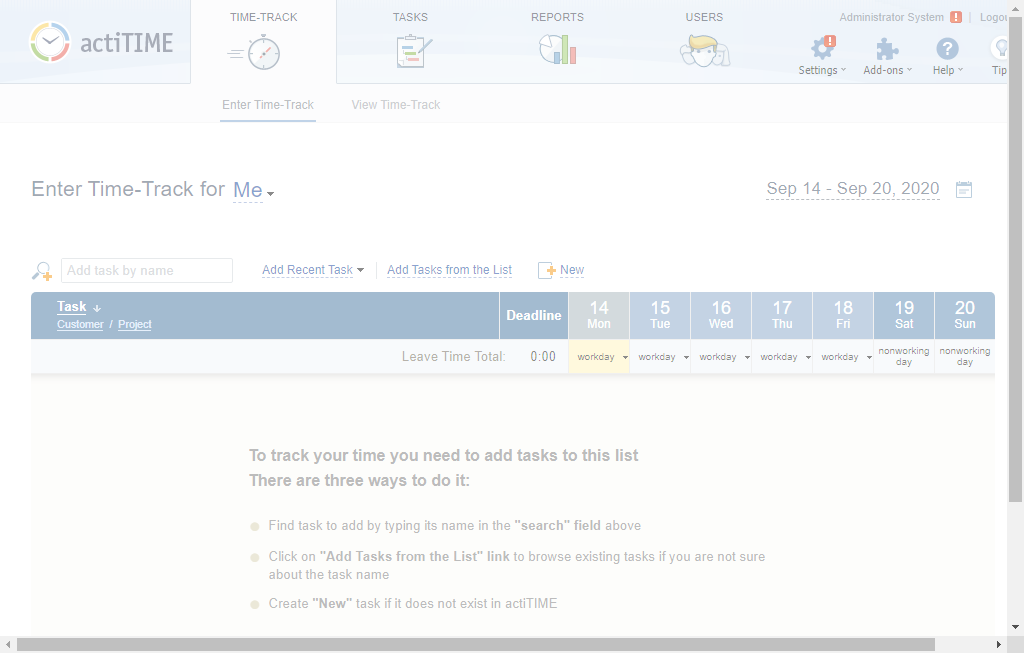 TIME-TRACK
TASKS
REPORTS
USERS
Administrator System
actiTIME
Settings
Add-ons
Help
Enter Time-Track
View Time-Track
Enter Time-Track for Me
Sep 14 - Sep 20, 2020
Add task by name
Add Recent Task
Add Tasks from the List
New
Task
Customer / Project
Deadline
14 Mon
15 Tue
16 Wed
17 Thu
18 Fri
19 Sat
20 Sun
Leave Time Total: 0:00
workday
workday
workday
workday
workday
nonworking day
nonworking day
To track your time you need to add tasks to this list
There are three ways to do it:
Find task to add by typing its name in the "search" field above
Click on "Add Tasks from the List" link to browse existing tasks if you are not sure
about the task name
Create "New" task if it does not exist in actiTIME